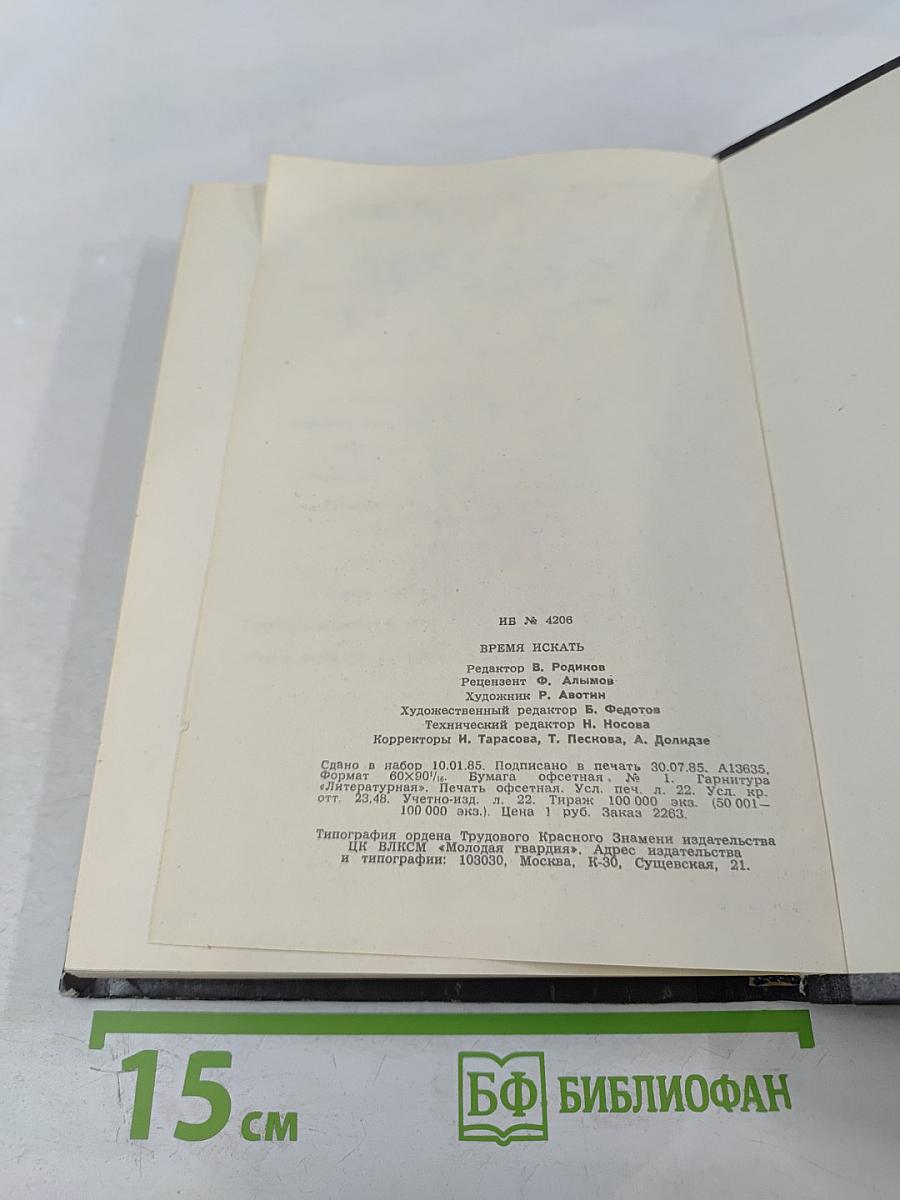 ИБ № 4206
ВРЕМЯ ИСКАТЬ
Редактор В. Родиков
Рецензент Ф. Алымов
Художник Р. Авотин
Художественный редактор Б. Федотов
Технический редактор Н. Носова
Корректоры И. Тарасова, Т. Пескова, А. Долидзе
Сдано в набор 10.01.85. Подписано в печать 30.07.85. А13635.
Формат 60×90¹/₁₆. Бумага офсетная № 1. Гарнитура
«Литературная». Печать офсетная. Усл. печ. л. 22. Усл. кр.
отт. 23,48. Учетно-изд. л. 22. Тираж 100 000 экз. (50 001—
100 000 экз.). Цена 1 руб. Заказ 2263.
Типография ордена Трудового Красного Знамени издательства
ЦК ВЛКСМ «Молодая гвардия». Адрес издательства
и типографии: 103030, Москва, К-30, Сущевская, 21.
15 см
БФ БИБЛИОФАН